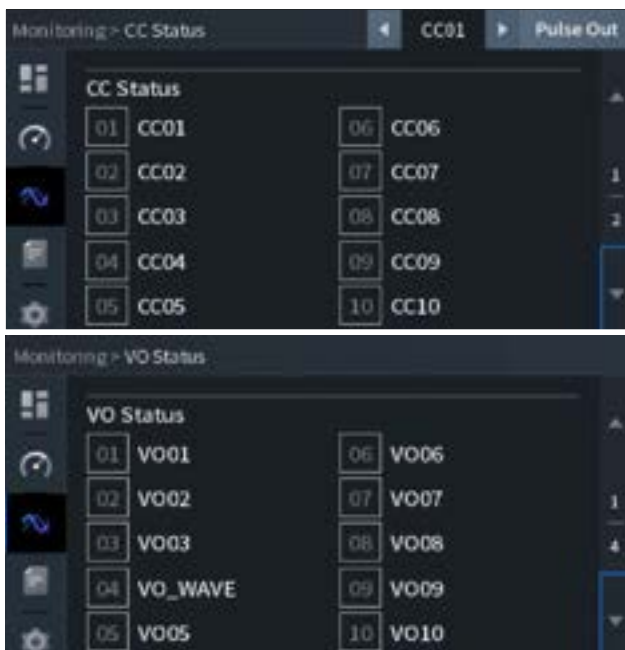 Monitoring > CC Status
CC01
Pulse Out
CC Status
01 CC01
06 CC06
02 CC02
07 CC07
03 CC03
08 CC08
04 CC04
09 CC09
05 CC05
10 CC10
1
2
Monitoring > VO Status
VO Status
01 VO01
06 VO06
02 VO02
07 VO07
03 VO03
08 VO08
04 VO_WAVE
09 VO09
05 VO05
10 VO10
1
4